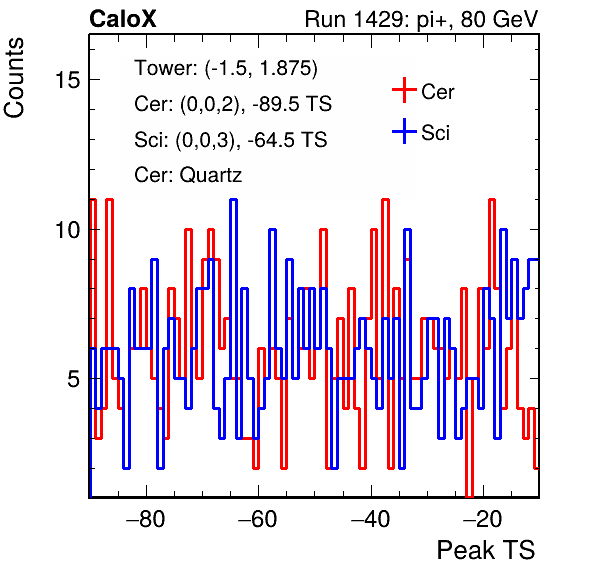 CaloX Run 1429: pi+, 80 GeV
Counts
Tower: (-1.5, 1.875)
Cer: (0,0,2), -89.5 TS
Sci: (0,0,3), -64.5 TS
Cer: Quartz
Cer
Sci
15
10
5
−80 −60 −40 −20
Peak TS